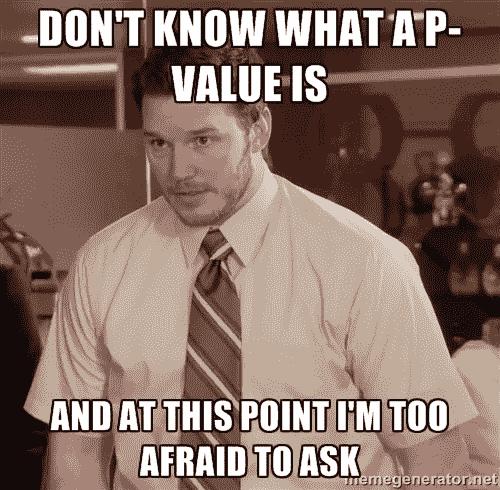 DON'T KNOW WHAT A P-
VALUE IS
AND AT THIS POINT I'M TOO
AFRAID TO ASK
memegenerator.net